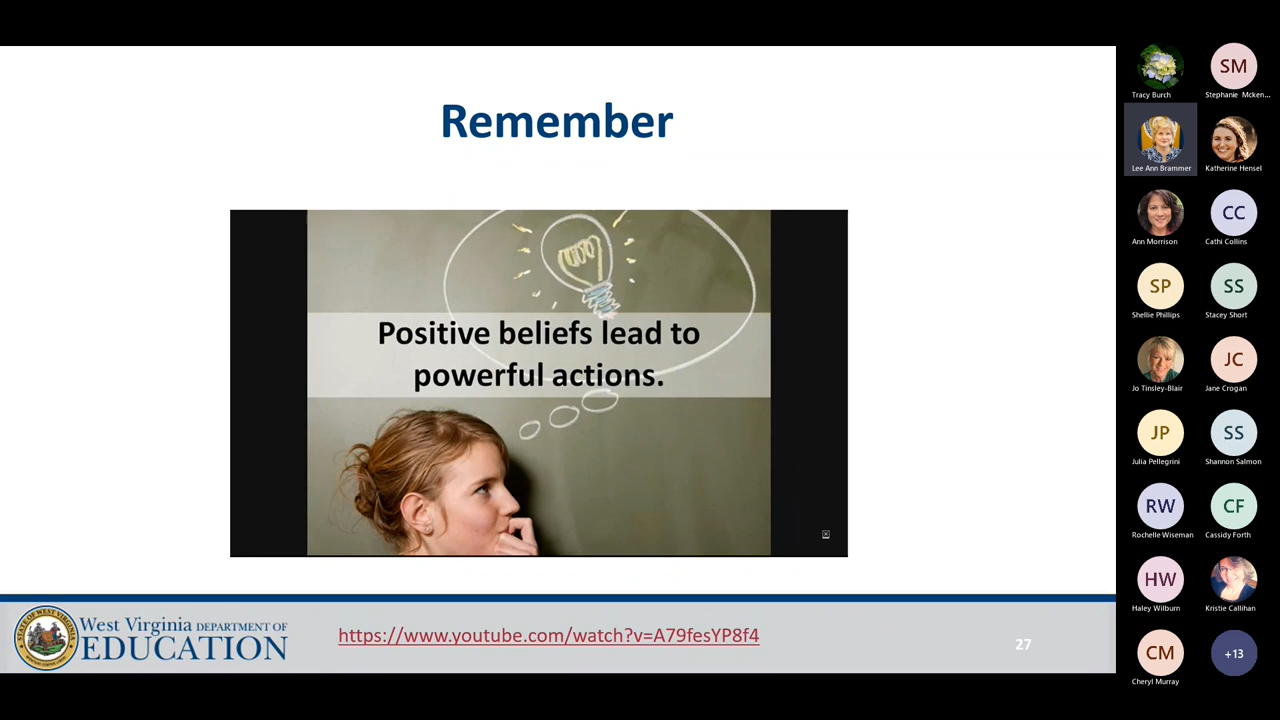 Remember
Positive beliefs lead to
powerful actions.
West Virginia DEPARTMENT OF
EDUCATION
https://www.youtube.com/watch?v=A79fesYP8f4
27
Tracy Burch
SM
Stephanie Mcken...
Lee Ann Brammer
Katherine Hensel
Ann Morrison
CC
Cathi Collins
SP
Shellie Phillips
SS
Stacey Short
Jo Tinsley-Blair
JC
Jane Crogan
JP
Julia Pellegrini
SS
Shannon Salmon
RW
Rochelle Wiseman
CF
Cassidy Forth
HW
Haley Wilburn
Kristie Callihan
CM
Cheryl Murray
+13